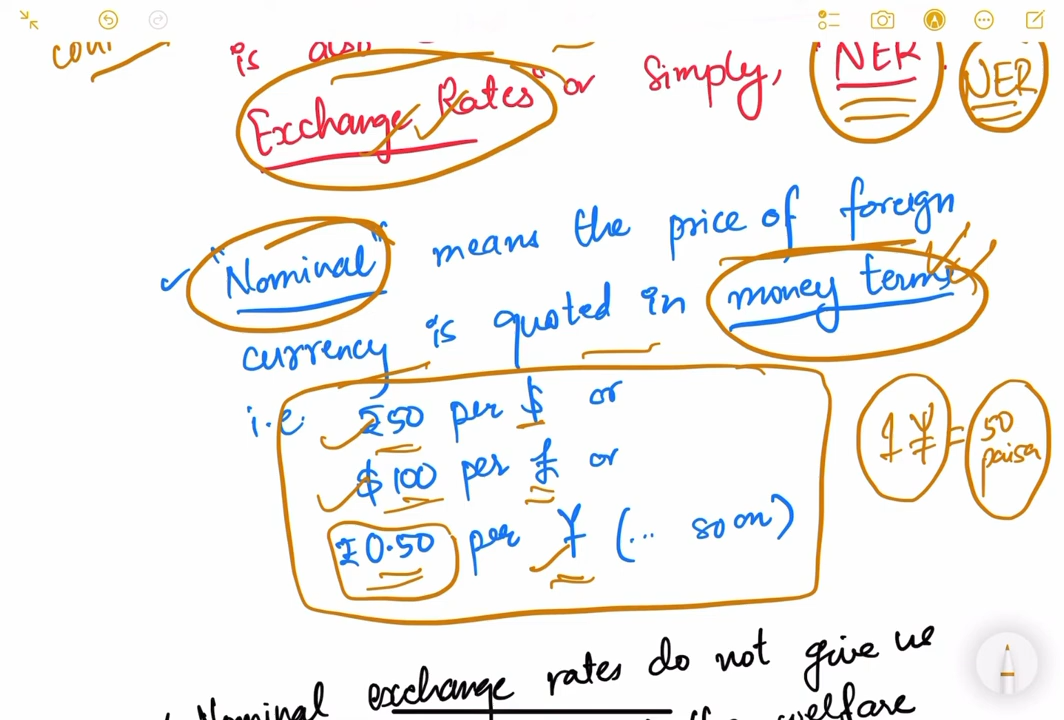 is also
Exchange Rates" or simply, NER. NER
"Nominal" means the price of foreign
currency is quoted in money terms
i.e. ₹50 per $ or
$100 per £ or
₹0.50 per ¥ (... so on)
1 ¥ = 50 paisa
Nominal exchange rates do not give us
the welfare